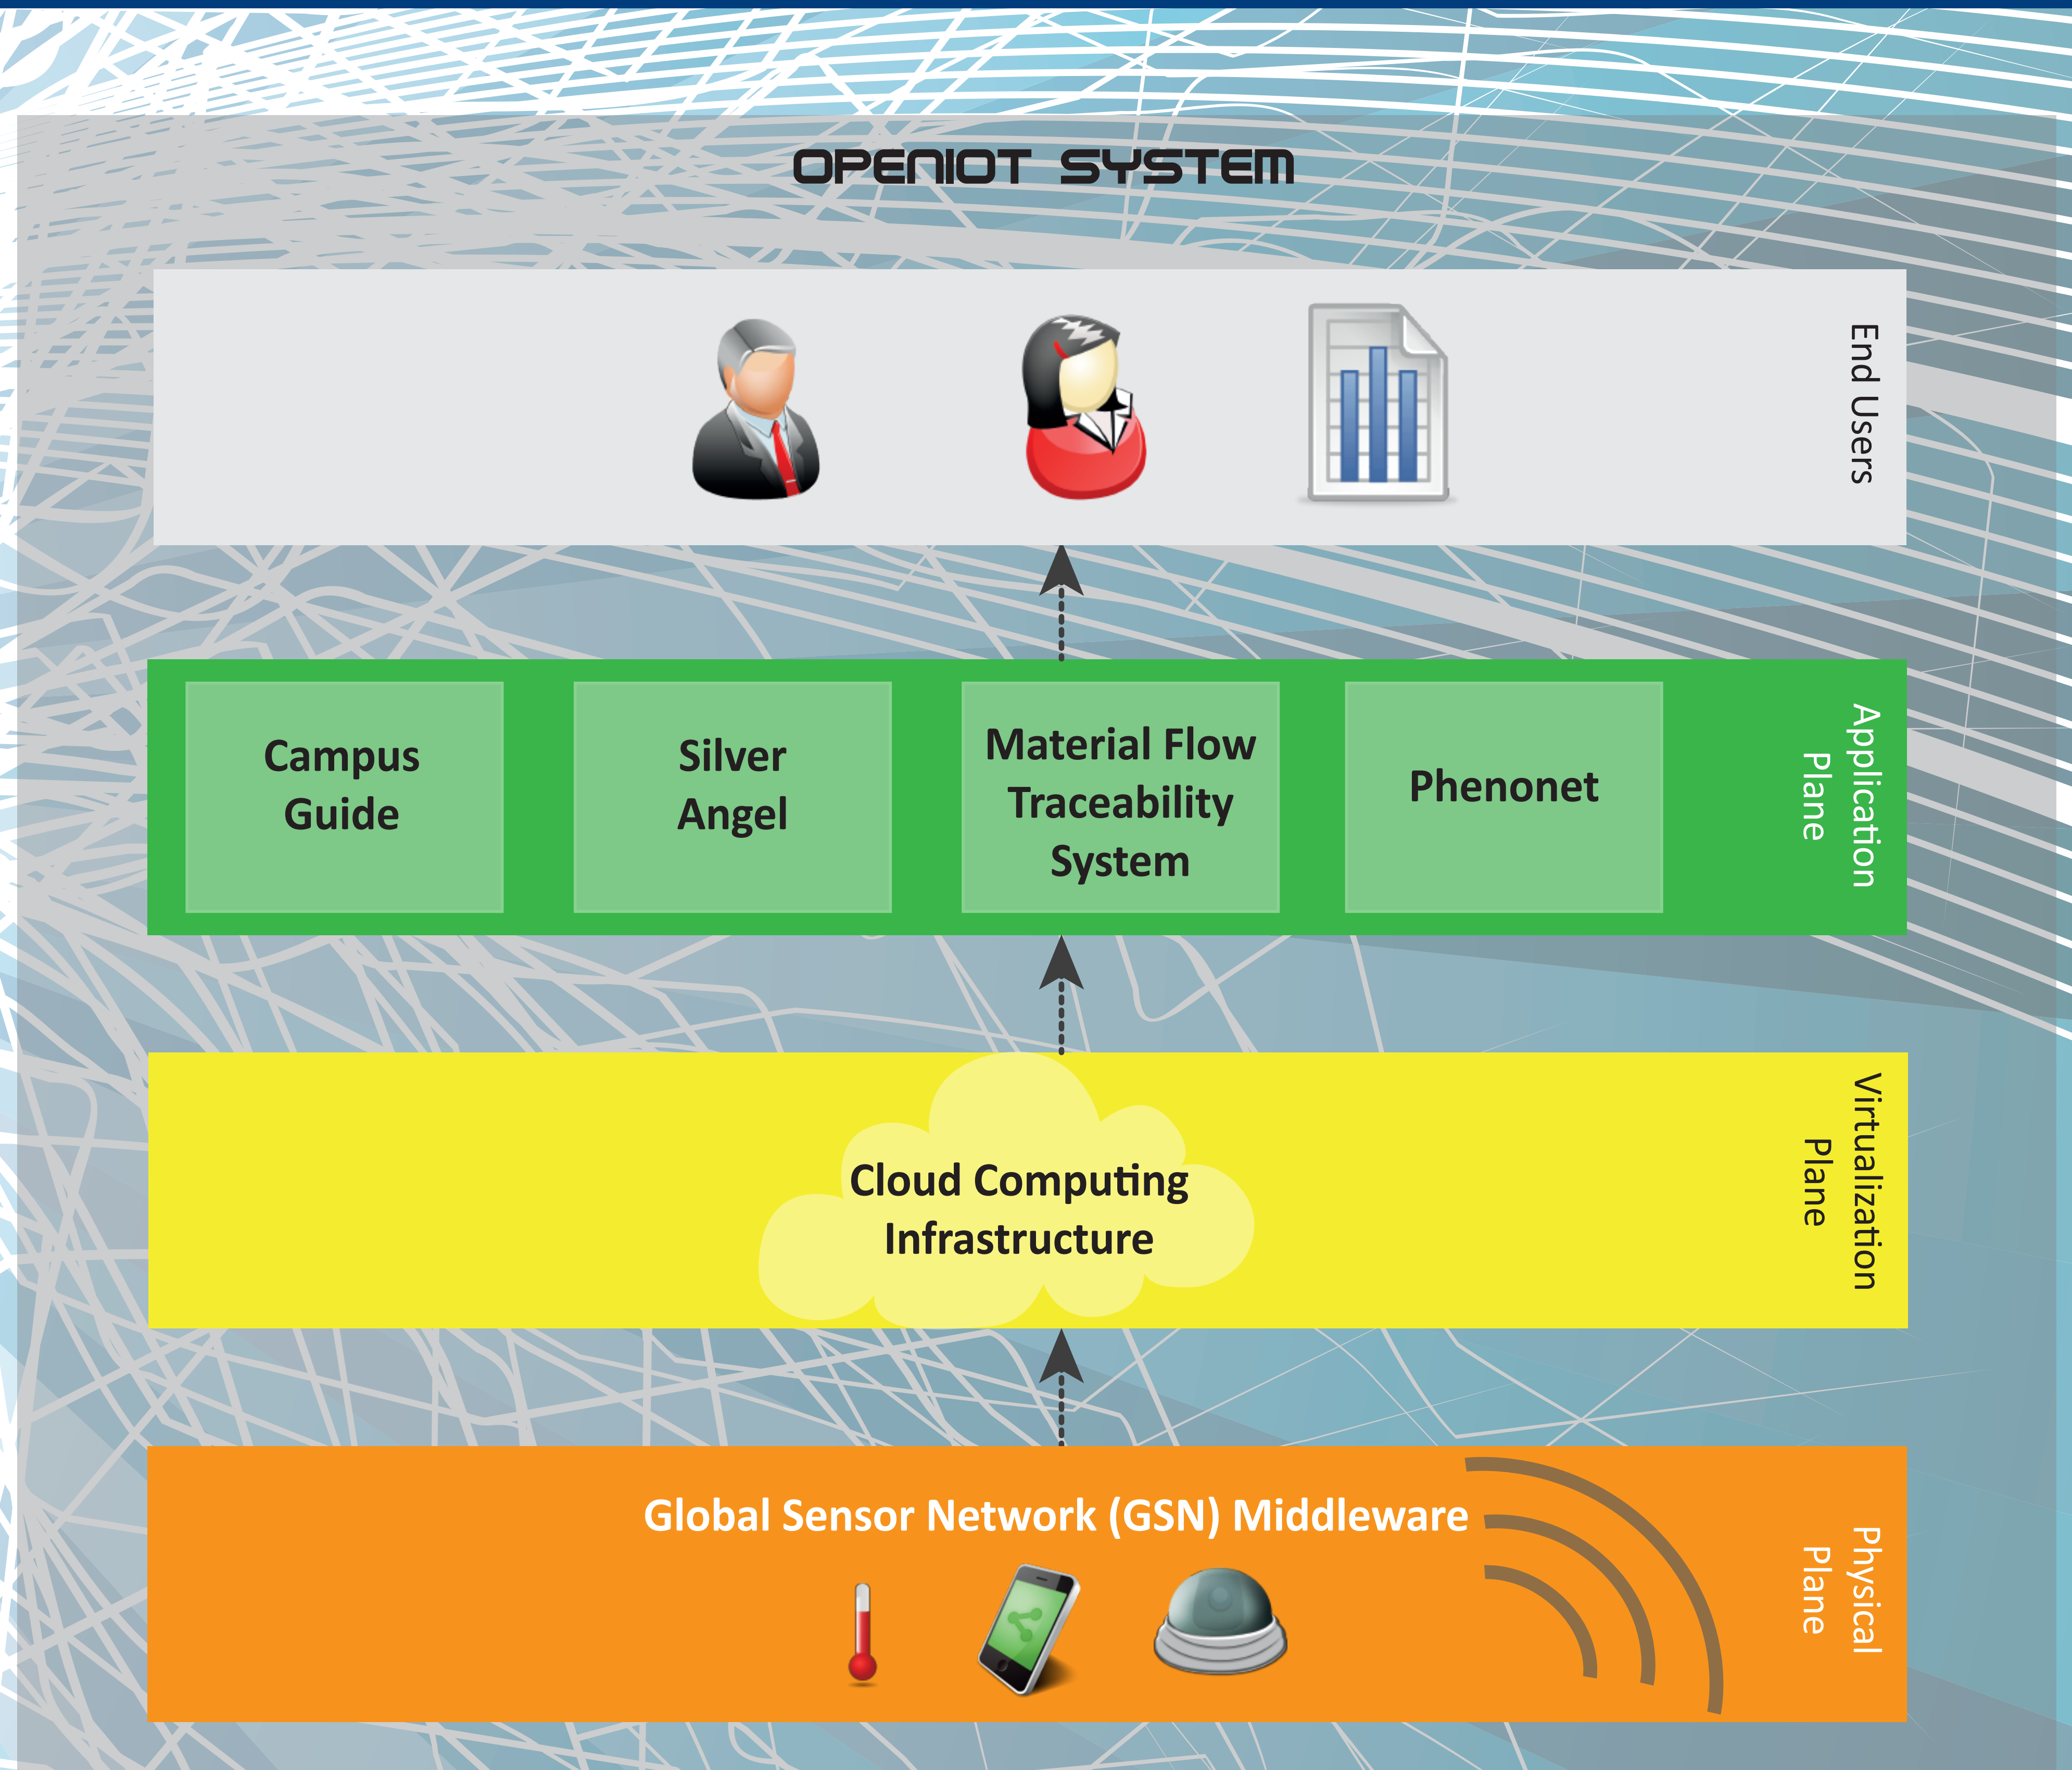 OPENIOT SYSTEM
End Users
Campus
Guide
Silver
Angel
Material Flow
Traceability
System
Phenonet
Application
Plane
Cloud Computing
Infrastructure
Virtualization
Plane
Global Sensor Network (GSN) Middleware
Physical
Plane